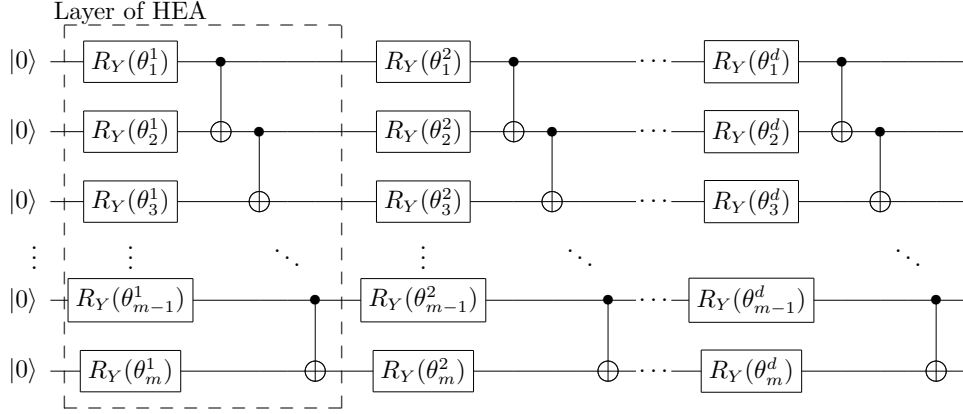 Layer of HEA
|0⟩ R_Y(θ_1^1) R_Y(θ_1^2) ··· R_Y(θ_1^d)
|0⟩ R_Y(θ_2^1) R_Y(θ_2^2) ··· R_Y(θ_2^d)
|0⟩ R_Y(θ_3^1) R_Y(θ_3^2) ··· R_Y(θ_3^d)
⋮ ⋮ ⋱ ⋮ ⋱ ⋮ ⋱
|0⟩ R_Y(θ_{m−1}^1) R_Y(θ_{m−1}^2) ··· R_Y(θ_{m−1}^d)
|0⟩ R_Y(θ_m^1) R_Y(θ_m^2) ··· R_Y(θ_m^d)